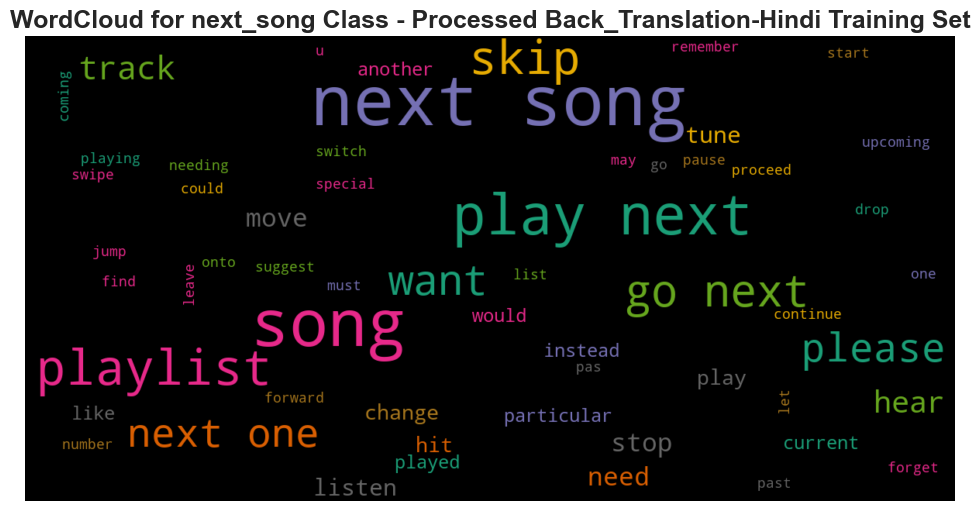 WordCloud for next_song Class - Processed Back_Translation-Hindi Training Set
u
remember
skip
start
track
another
coming
next song
tune
upcoming
switch
playing
may
go
pause
needing
proceed
swipe
could
special
move
play next
drop
jump
onto
suggest
want
list
one
find
leave
must
go next
song
would
continue
please
instead
playlist
pas
play
forward
let
hear
like
change
particular
next one
number
hit
stop
current
played
forget
need
listen
past